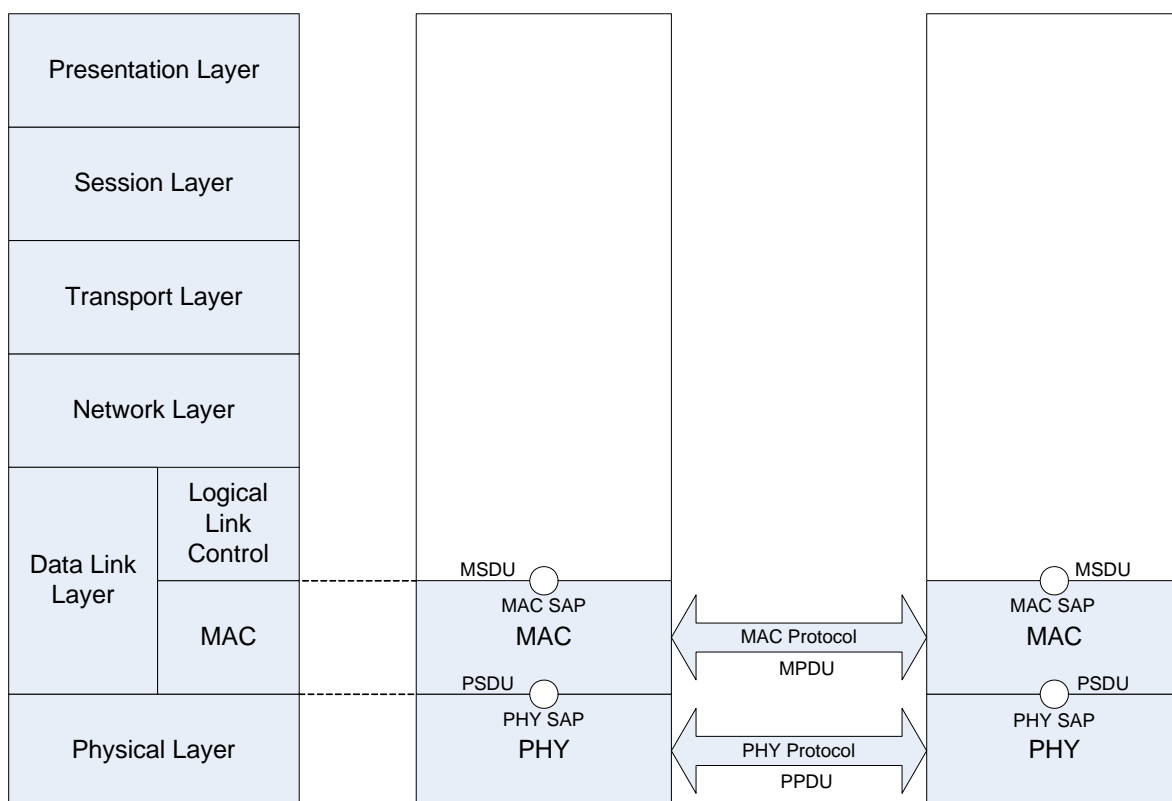 Presentation Layer
Session Layer
Transport Layer
Network Layer
Data Link
Layer
Logical
Link
Control
MAC
Physical Layer
MSDU
MAC SAP
MAC
PSDU
PHY SAP
PHY
MAC Protocol
MPDU
PHY Protocol
PPDU
MSDU
MAC SAP
MAC
PSDU
PHY SAP
PHY